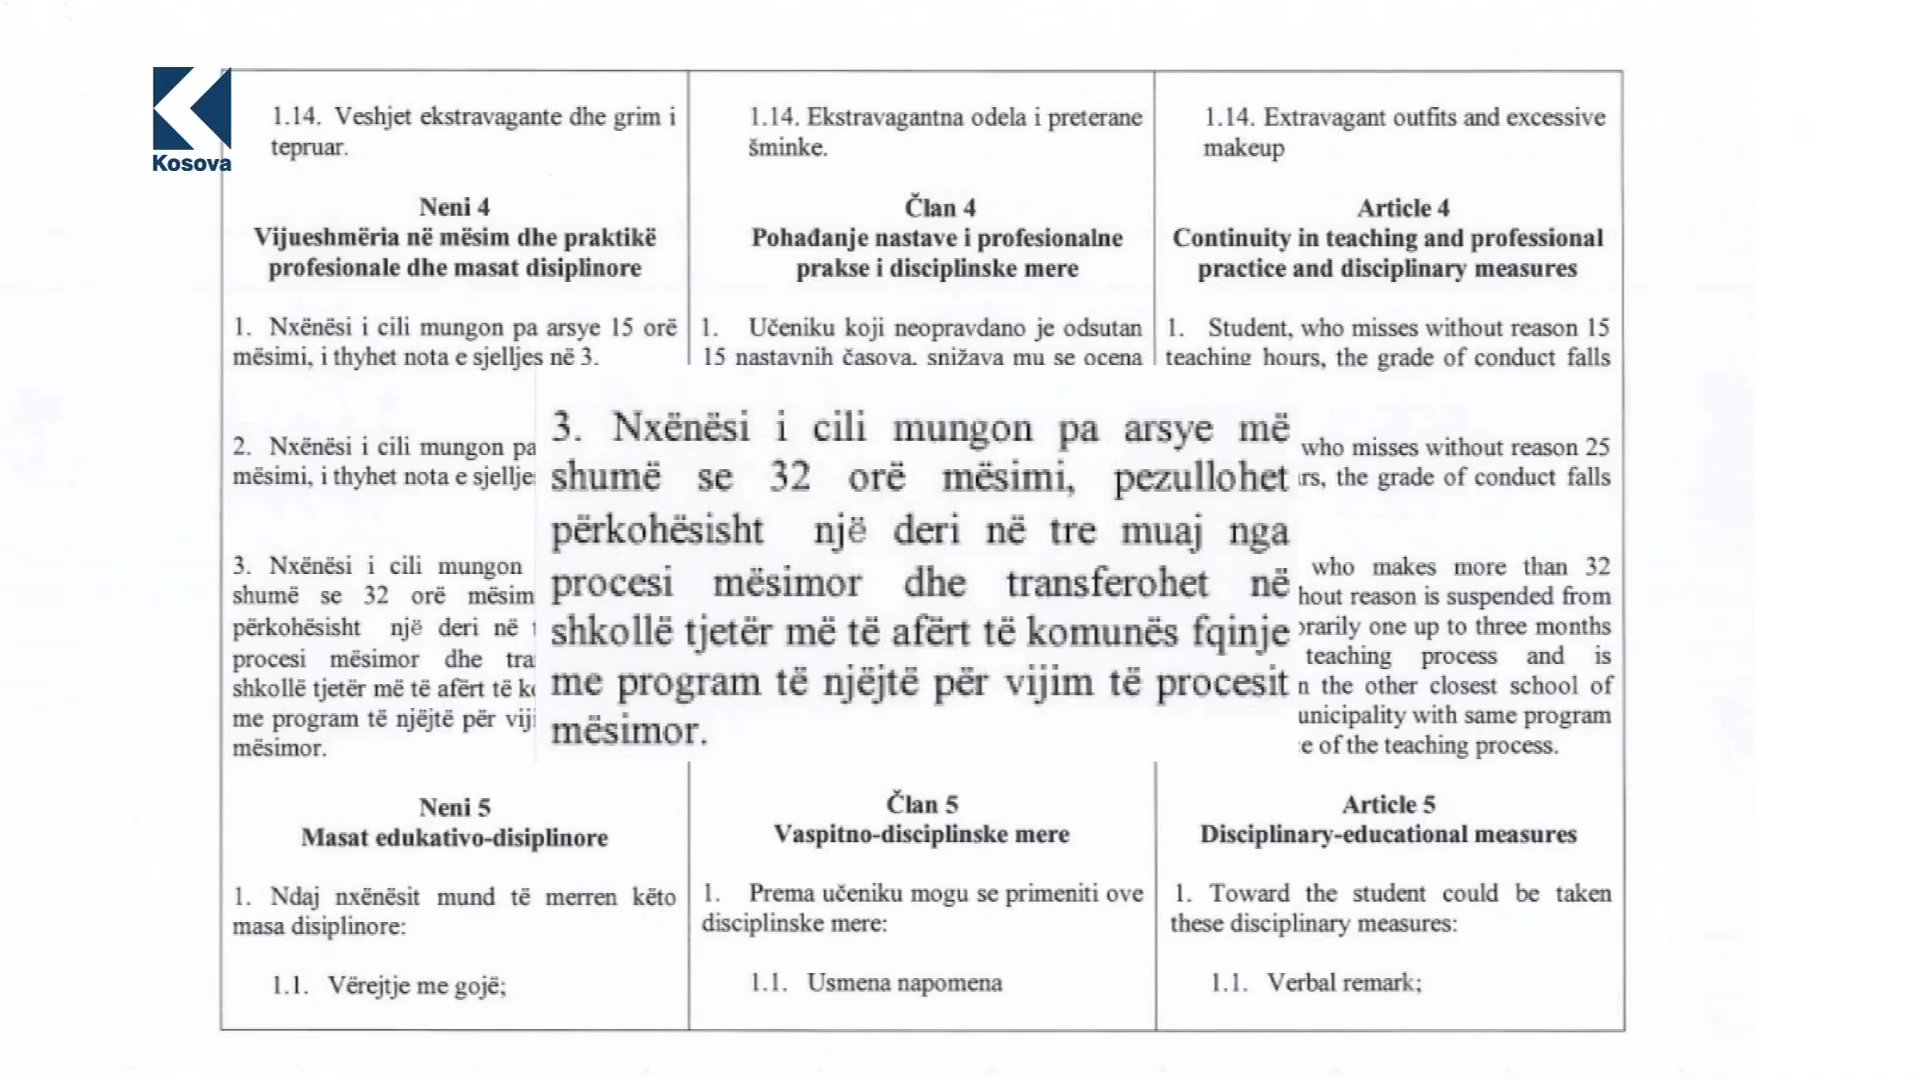 Kosova
1.14. Veshjet ekstravagante dhe grim i
tepruar.
Neni 4
Vijueshmëria në mësim dhe praktikë
profesionale dhe masat disiplinore
1. Nxënësi i cili mungon pa arsye 15 orë
mësimi, i thyhet nota e sjelljes në 3.
2. Nxënësi i cili mungon pa
mësimi, i thyhet nota e
3. Nxënësi i cili mungon
shumë se 32 orë
përkohësisht një deri në
procesi mësimor dhe
shkollë tjetër më të afërt të
me program të njëjtë për
mësimor.
Neni 5
Masat edukativo-disiplinore
1. Ndaj nxënësit mund të merren këto
masa disiplinore:
1.1. Vërejtje me gojë;
1.14. Ekstravagantna odela i preterane
šminke.
Član 4
Pohađanje nastave i profesionalne
prakse i disciplinske mere
1. Učeniku koji neopravdano je odsutan
15 nastavnih časova, snižava mu se ocena
3. Nxënësi i cili mungon pa arsye më
shumë se 32 orë mësimi, pezullohet
përkohësisht një deri në tre muaj nga
procesi mësimor dhe transferohet në
shkollë tjetër më të afërt të komunës fqinje
me program të njëjtë për vijim të procesit
mësimor.
Član 5
Vaspitno-disciplinske mere
1. Prema učeniku mogu se primeniti ove
disciplinske mere:
1.1. Usmena napomena
1.14. Extravagant outfits and excessive
makeup
Article 4
Continuity in teaching and professional
practice and disciplinary measures
1. Student, who misses without reason 15
teaching hours, the grade of conduct falls
who misses without reason 25
the grade of conduct falls
who makes more than 32
reason is suspended from
one up to three months
teaching process and is
the other closest school of
with same program
of the teaching process.
Article 5
Disciplinary-educational measures
1. Toward the student could be taken
these disciplinary measures:
1.1. Verbal remark;